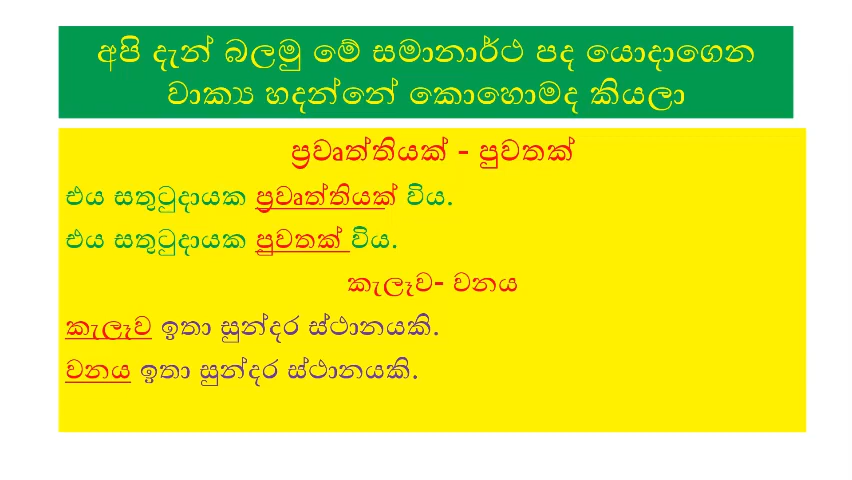 අපි දැන් බලමු මේ සමානාර්ථ පද යොදාගෙන
වාක්‍ය හදන්නේ කොහොමද කියලා
ප්‍රවෘත්තියක් - පුවතක්
එය සතුටුදායක ප්‍රවෘත්තියක් විය.
එය සතුටුදායක පුවතක් විය.
කැලෑව- වනය
කැලෑව ඉතා සුන්දර ස්ථානයකි.
වනය ඉතා සුන්දර ස්ථානයකි.